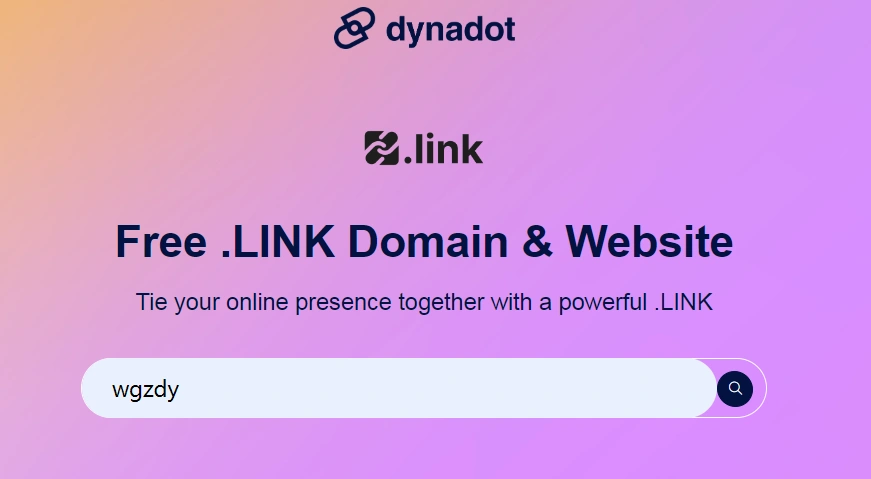 dynadot
.link
Free .LINK Domain & Website
Tie your online presence together with a powerful .LINK
wgzdy